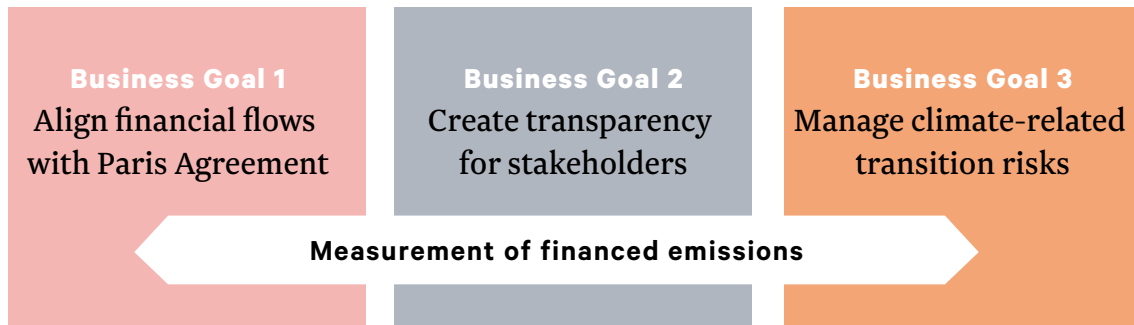 Business Goal 1
Align financial flows
with Paris Agreement
Business Goal 2
Create transparency
for stakeholders
Business Goal 3
Manage climate-related
transition risks
Measurement of financed emissions